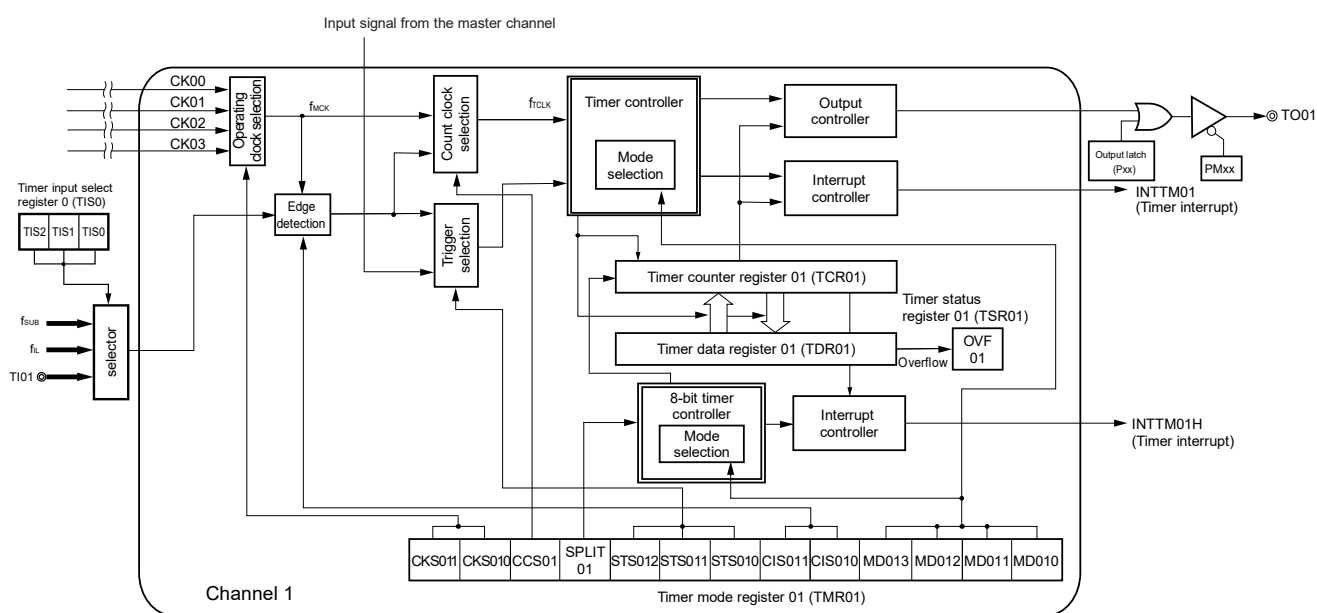 Input signal from the master channel
CK00
CK01
CK02
CK03
Operating
clock selection
fMCK
Count clock
selection
fTCLK
Timer controller
Mode
selection
Output
controller
Interrupt
controller
Output latch
(Pxx)
PMxx
TO01
INTTM01
(Timer interrupt)
Timer input select
register 0 (TIS0)
TIS2 TIS1 TIS0
Edge
detection
Trigger
selection
fSUB
fIL
TI01
selector
Timer counter register 01 (TCR01)
Timer status
register 01 (TSR01)
Timer data register 01 (TDR01)
Overflow
OVF
01
8-bit timer
controller
Mode
selection
Interrupt
controller
INTTM01H
(Timer interrupt)
CKS011 CKS010 CCS01 SPLIT
01 STS012 STS011 STS010 CIS011 CIS010 MD013 MD012 MD011 MD010
Channel 1
Timer mode register 01 (TMR01)